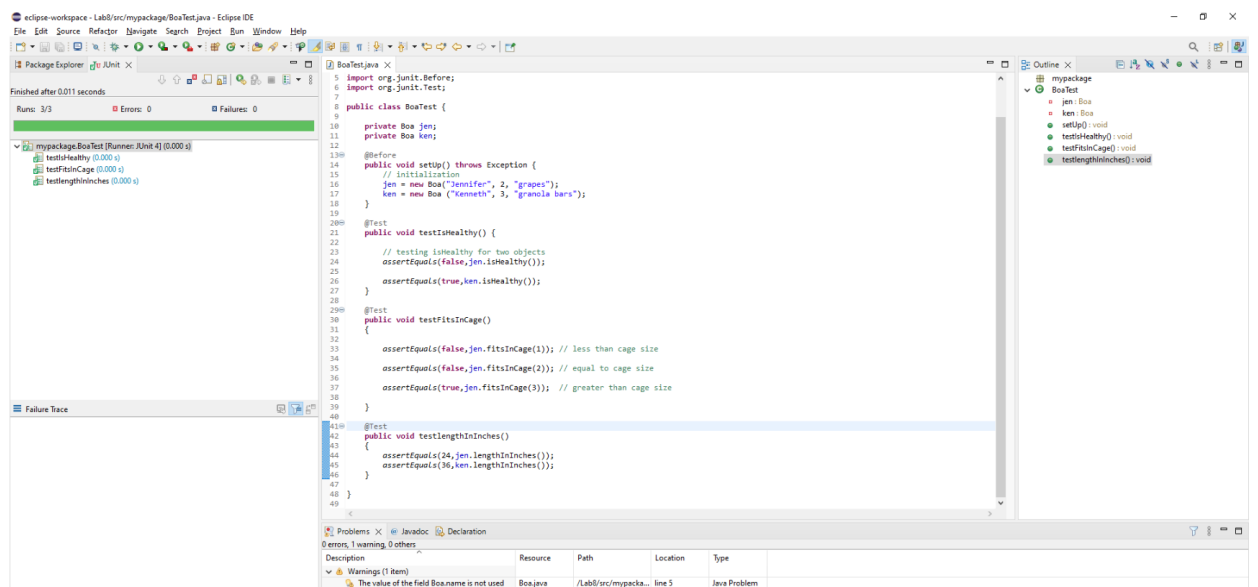 eclipse-workspace - Lab8/src/mypackage/BoaTest.java - Eclipse IDE
File Edit Source Refactor Navigate Search Project Run Window Help
Package Explorer JUnit
Finished after 0.011 seconds
Runs: 3/3 Errors: 0 Failures: 0
mypackage.BoaTest [Runner: JUnit 4] (0.000 s)
testIsHealthy (0.000 s)
testFitsInCage (0.000 s)
testlengthInInches (0.000 s)
Failure Trace
BoaTest.java
5 import org.junit.Before;
6 import org.junit.Test;
7
8 public class BoaTest {
9
10 private Boa jen;
11 private Boa ken;
12
13 @Before
14 public void setUp() throws Exception {
15 // initialization
16 jen = new Boa("Jennifer", 2, "grapes");
17 ken = new Boa ("Kenneth", 3, "granola bars");
18 }
19
20 @Test
21 public void testIsHealthy() {
22
23 // testing isHealthy for two objects
24 assertEquals(false,jen.isHealthy());
25
26 assertEquals(true,ken.isHealthy());
27 }
28
29 @Test
30 public void testFitsInCage()
31 {
32
33 assertEquals(false,jen.fitsInCage(1)); // less than cage size
34
35 assertEquals(false,jen.fitsInCage(2)); // equal to cage size
36
37 assertEquals(true,jen.fitsInCage(3)); // greater than cage size
38
39 }
40
41 @Test
42 public void testlengthInInches()
43 {
44 assertEquals(24,jen.lengthInInches());
45 assertEquals(36,ken.lengthInInches());
46 }
47
48 }
49
Outline
mypackage
BoaTest
jen : Boa
ken : Boa
setUp() : void
testIsHealthy() : void
testFitsInCage() : void
testlengthInInches() : void
Problems Javadoc Declaration
0 errors, 1 warning, 0 others
Description Resource Path Location Type
Warnings (1 item)
The value of the field Boa.name is not used Boa.java /Lab8/src/mypacka... line 5 Java Problem